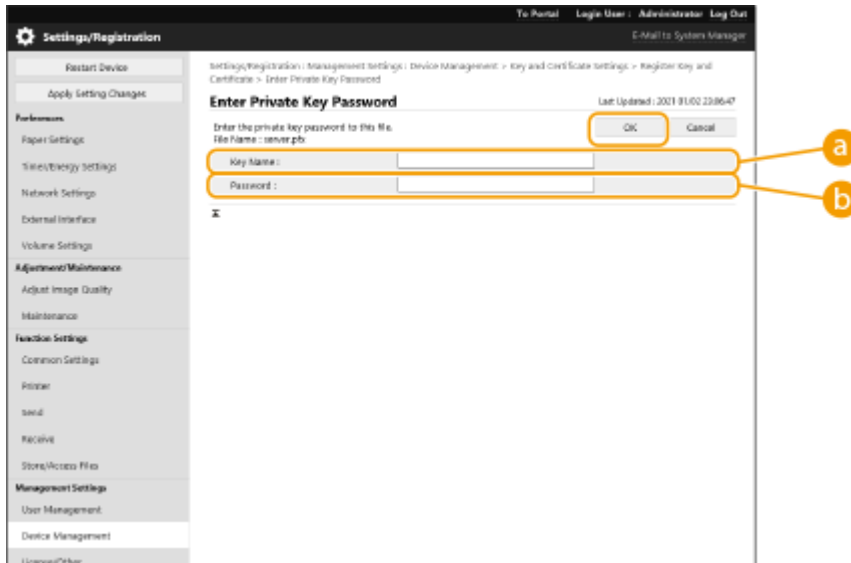 To Portal Login User : Administrator Log Out
Settings/Registration
E-Mail to System Manager
Restart Device
Apply Setting Changes
Preferences
Paper Settings
Timer/Energy Settings
Network Settings
External Interface
Volume Settings
Adjustment/Maintenance
Adjust Image Quality
Maintenance
Function Settings
Common Settings
Printer
Send
Receive
Store/Access Files
Management Settings
User Management
Device Management
License/Other
Settings/Registration : Management Settings : Device Management > Key and Certificate Settings > Register Key and
Certificate > Enter Private Key Password
Enter Private Key Password
Last Updated : 2021 01/02 23:06:47
Enter the private key password to this file.
File Name : server.pfx
OK
Cancel
Key Name :
a
Password :
b